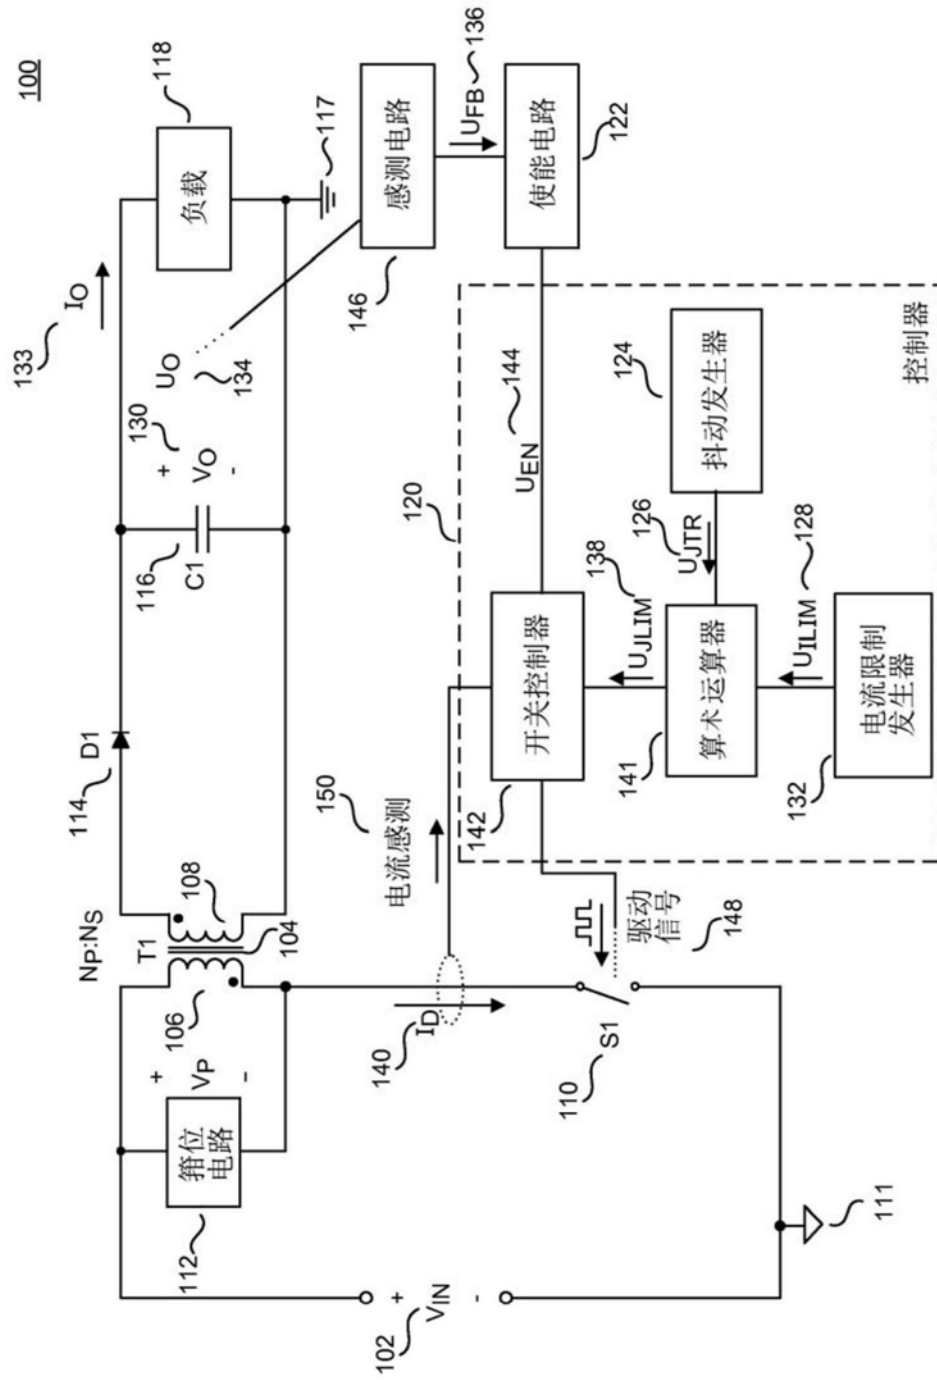 100
133
IO
118
负载
117
UO
134
130
+
VO
-
116
C1
D1
114
NP:NS
T1
108
104
106
+
VP
-
箝位
电路
112
102
+
VIN
-
111
感测电路
146
UFB
136
使能电路
122
UEN
144
120
150
电流感测
ID
140
S1
110
驱动
信号
148
开关控制器
142
UJLIM
138
算术运算器
141
UJTR
126
抖动发生器
124
UILIM
128
电流限制
发生器
132
控制器